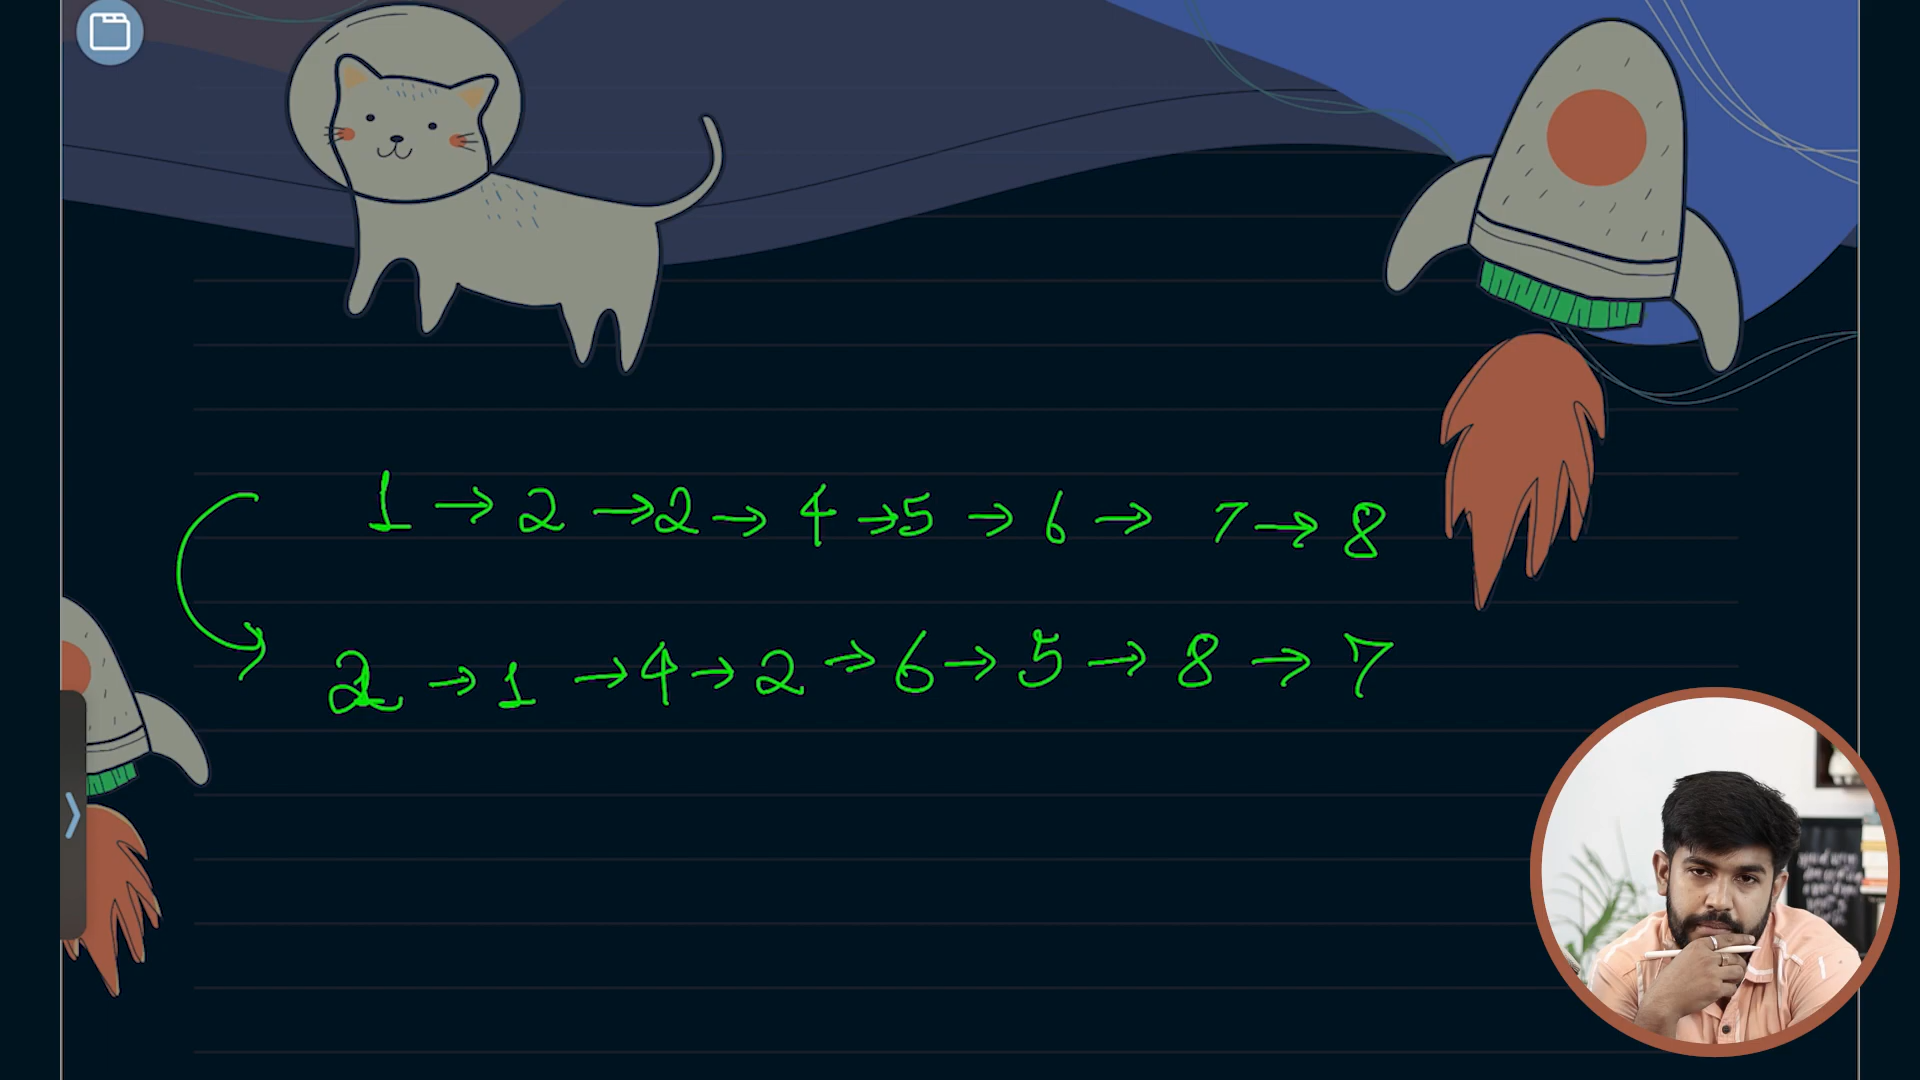 1 → 2 → 2 → 4 → 5 → 6 → 7 → 8
2 → 1 → 4 → 2 → 6 → 5 → 8 → 7